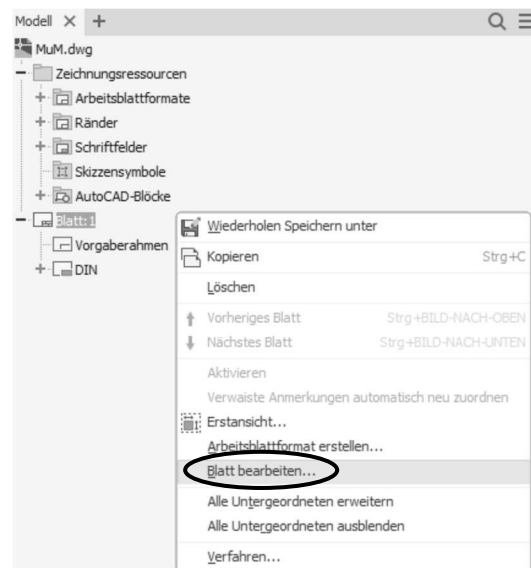 Modell
MuM.dwg
Zeichnungsressourcen
Arbeitsblattformate
Ränder
Schriftfelder
Skizzensymbole
AutoCAD-Blöcke
Blatt:1
Vorgaberahmen
DIN
Wiederholen Speichern unter
Kopieren Strg+C
Löschen
Vorheriges Blatt Strg+BILD-NACH-OBEN
Nächstes Blatt Strg+BILD-NACH-UNTEN
Aktivieren
Verwaiste Anmerkungen automatisch neu zuordnen
Erstansicht...
Arbeitsblattformat erstellen...
Blatt bearbeiten...
Alle Untergeordneten erweitern
Alle Untergeordneten ausblenden
Verfahren...